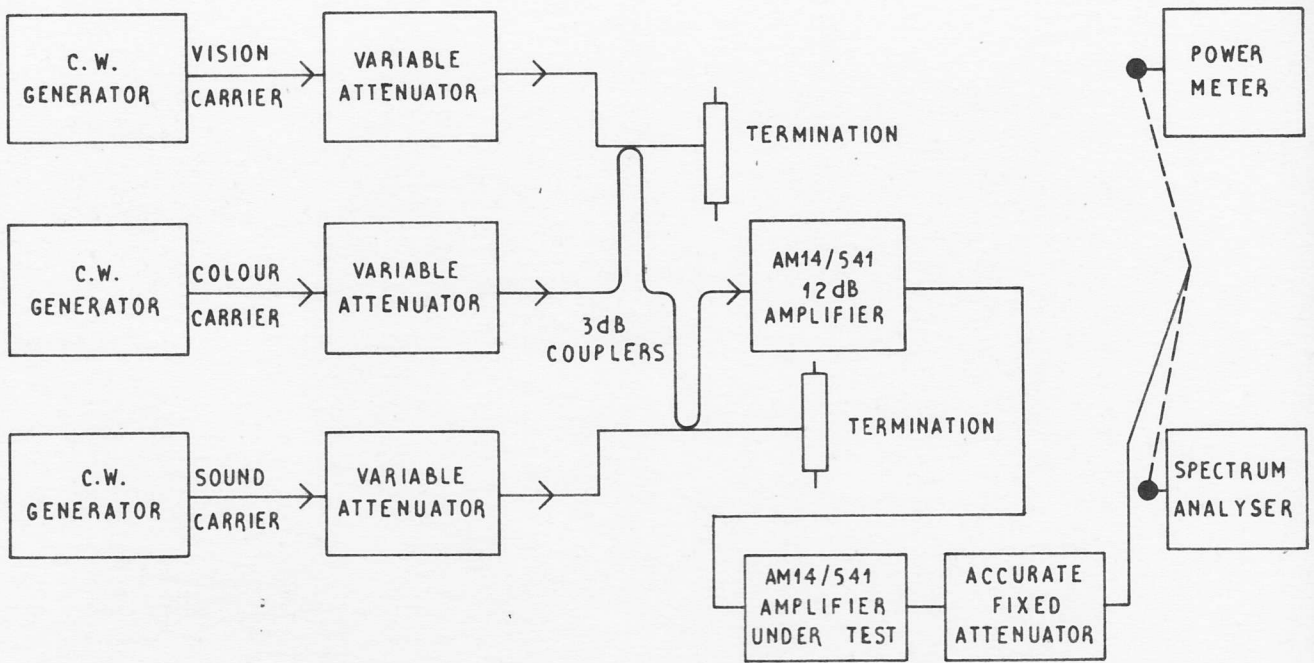 C.W.
GENERATOR
VISION
CARRIER
VARIABLE
ATTENUATOR
TERMINATION
POWER
METER
C.W.
GENERATOR
COLOUR
CARRIER
VARIABLE
ATTENUATOR
3dB
COUPLERS
AM14/541
12dB
AMPLIFIER
TERMINATION
C.W.
GENERATOR
SOUND
CARRIER
VARIABLE
ATTENUATOR
SPECTRUM
ANALYSER
AM14/541
AMPLIFIER
UNDER TEST
ACCURATE
FIXED
ATTENUATOR